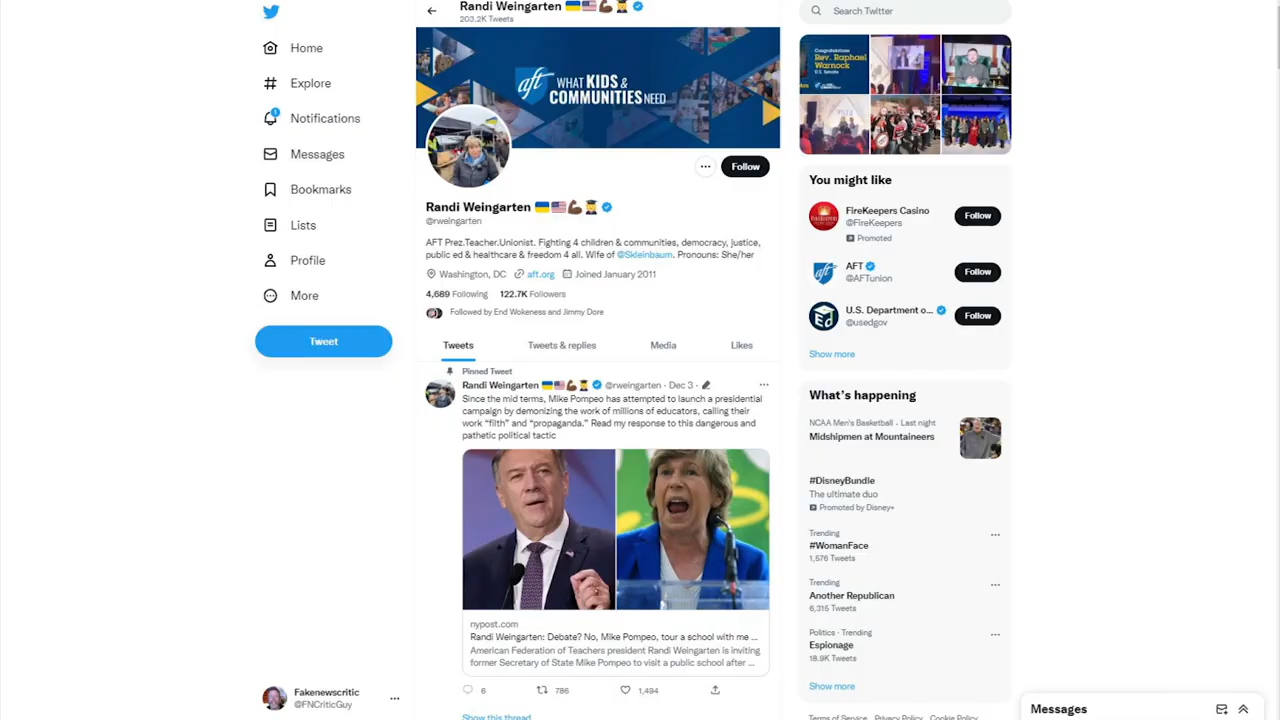 Randi Weingarten
203.2K Tweets
Home
Explore
Notifications
1
Messages
Bookmarks
Lists
Profile
More
Tweet
Fakenewscritic
@FNCriticGuy
aft WHAT KIDS &
COMMUNITIES NEED
Follow
Randi Weingarten
@rweingarten
AFT Prez.Teacher.Unionist. Fighting 4 children & communities, democracy, justice,
public ed & healthcare & freedom 4 all. Wife of @Skleinbaum. Pronouns: She/her
Washington, DC aft.org Joined January 2011
4,689 Following 122.7K Followers
Followed by End Wokeness and Jimmy Dore
Tweets Tweets & replies Media Likes
Pinned Tweet
Randi Weingarten @rweingarten · Dec 3
Since the mid terms, Mike Pompeo has attempted to launch a presidential
campaign by demonizing the work of millions of educators, calling their
work “filth” and “propaganda.” Read my response to this dangerous and
pathetic political tactic
nypost.com
Randi Weingarten: Debate? No, Mike Pompeo, tour a school with me ...
American Federation of Teachers president Randi Weingarten is inviting
former Secretary of State Mike Pompeo to visit a public school after ...
6 786 1,494
Show this thread
Search Twitter
Congratulations
Rev. Raphael
Warnock
U.S. Senate
You might like
FireKeepers Casino
@FireKeepers
Promoted
Follow
AFT
@AFTunion
Follow
U.S. Department o...
@usedgov
Follow
Show more
What's happening
NCAA Men's Basketball · Last night
Midshipmen at Mountaineers
#DisneyBundle
The ultimate duo
Promoted by Disney+
Trending
#WomanFace
1,576 Tweets
Trending
Another Republican
6,315 Tweets
Politics · Trending
Espionage
18.9K Tweets
Show more
Terms of Service Privacy Policy Cookie Policy
Messages